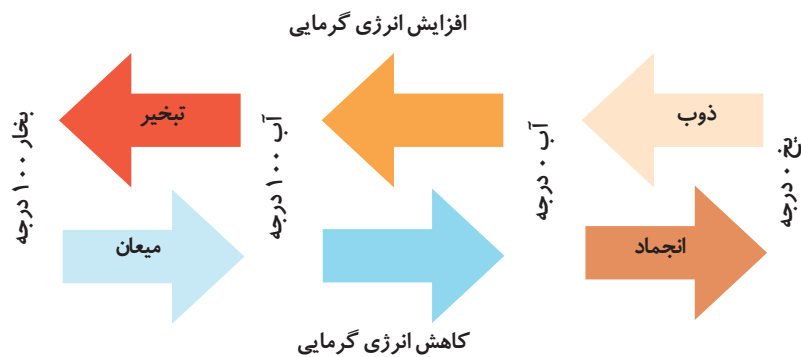 افزایش انرژی گرمایی
یخ ۰ درجه
ذوب
آب ۰ درجه
آب ۱۰۰ درجه
تبخیر
بخار ۱۰۰ درجه
انجماد
میعان
کاهش انرژی گرمایی